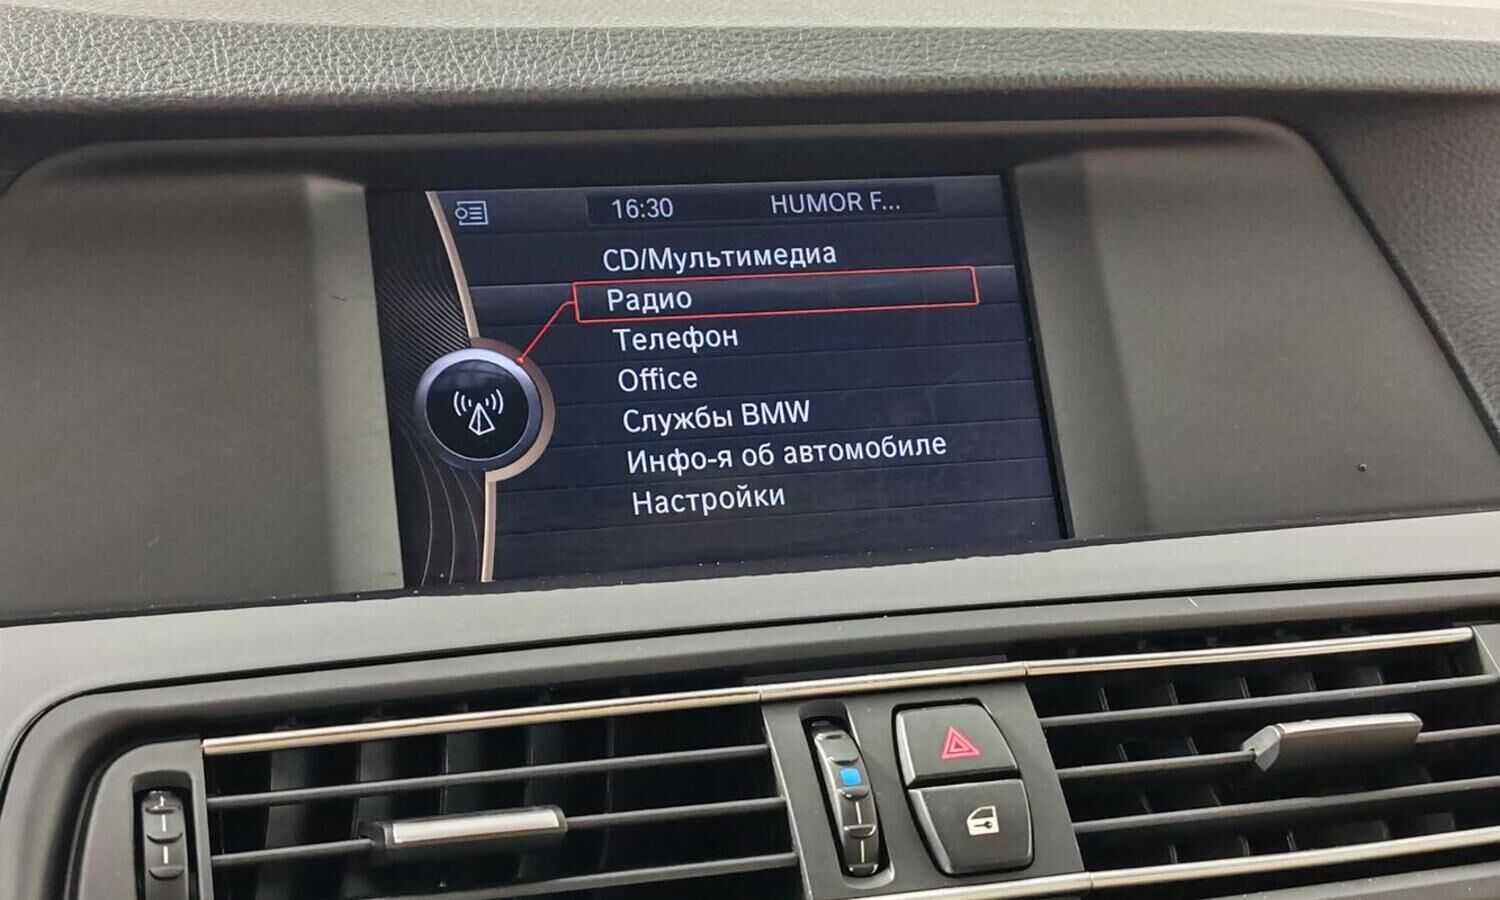 16:30 HUMOR F...
CD/Мультимедиа
Радио
Телефон
Office
Службы BMW
Инфо-я об автомобиле
Настройки